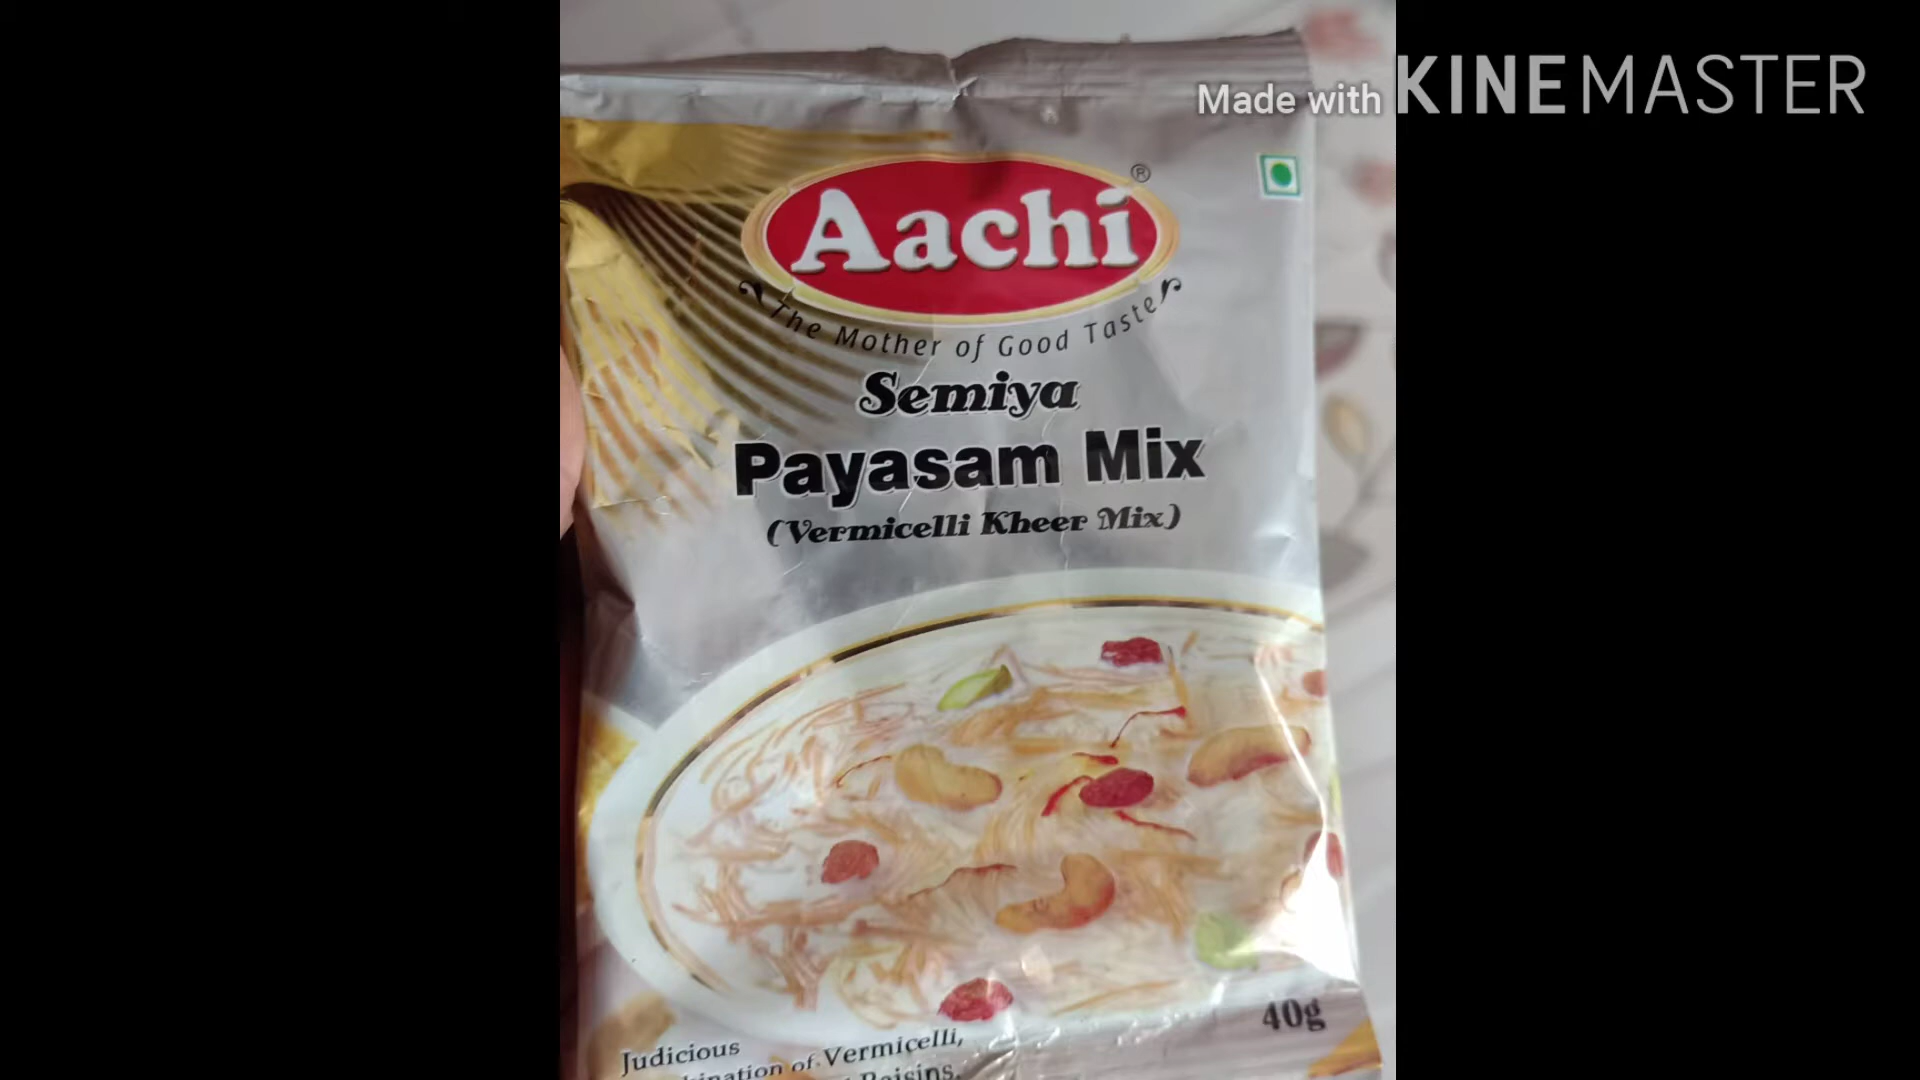 Made with KINEMASTER
Aachi ®
The Mother of Good Taste
Semiya
Payasam Mix
(Vermicelli Kheer Mix)
40g
Judicious
of Vermicelli,
Raisins,